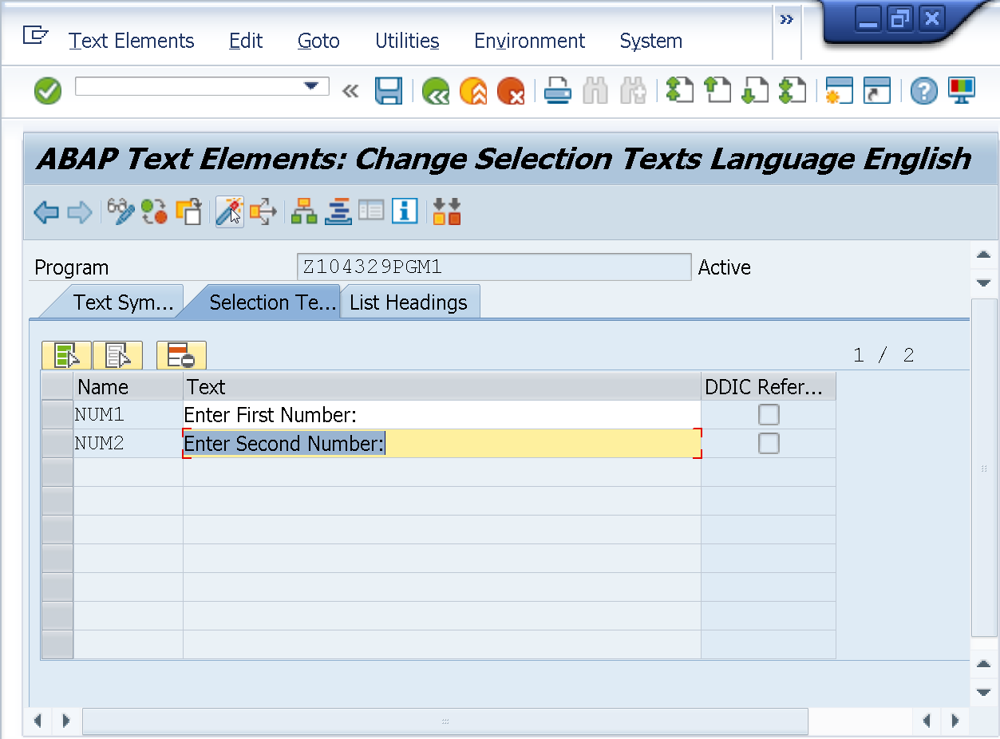 Text Elements Edit Goto Utilities Environment System »
ABAP Text Elements: Change Selection Texts Language English
Program Z104329PGM1 Active
Text Sym... Selection Te... List Headings
1 / 2
Name Text DDIC Refer...
NUM1 Enter First Number:
NUM2 Enter Second Number: